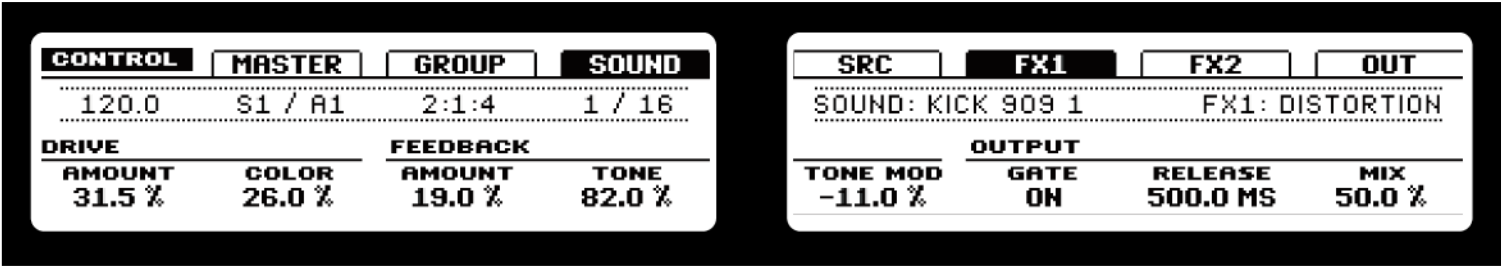 CONTROL MASTER GROUP SOUND
120.0 S1 / A1 2:1:4 1 / 16
DRIVE FEEDBACK
AMOUNT COLOR AMOUNT TONE
31.5 % 26.0 % 19.0 % 82.0 %
SRC FX1 FX2 OUT
SOUND: KICK 909 1 FX1: DISTORTION
OUTPUT
TONE MOD GATE RELEASE MIX
-11.0 % ON 500.0 MS 50.0 %